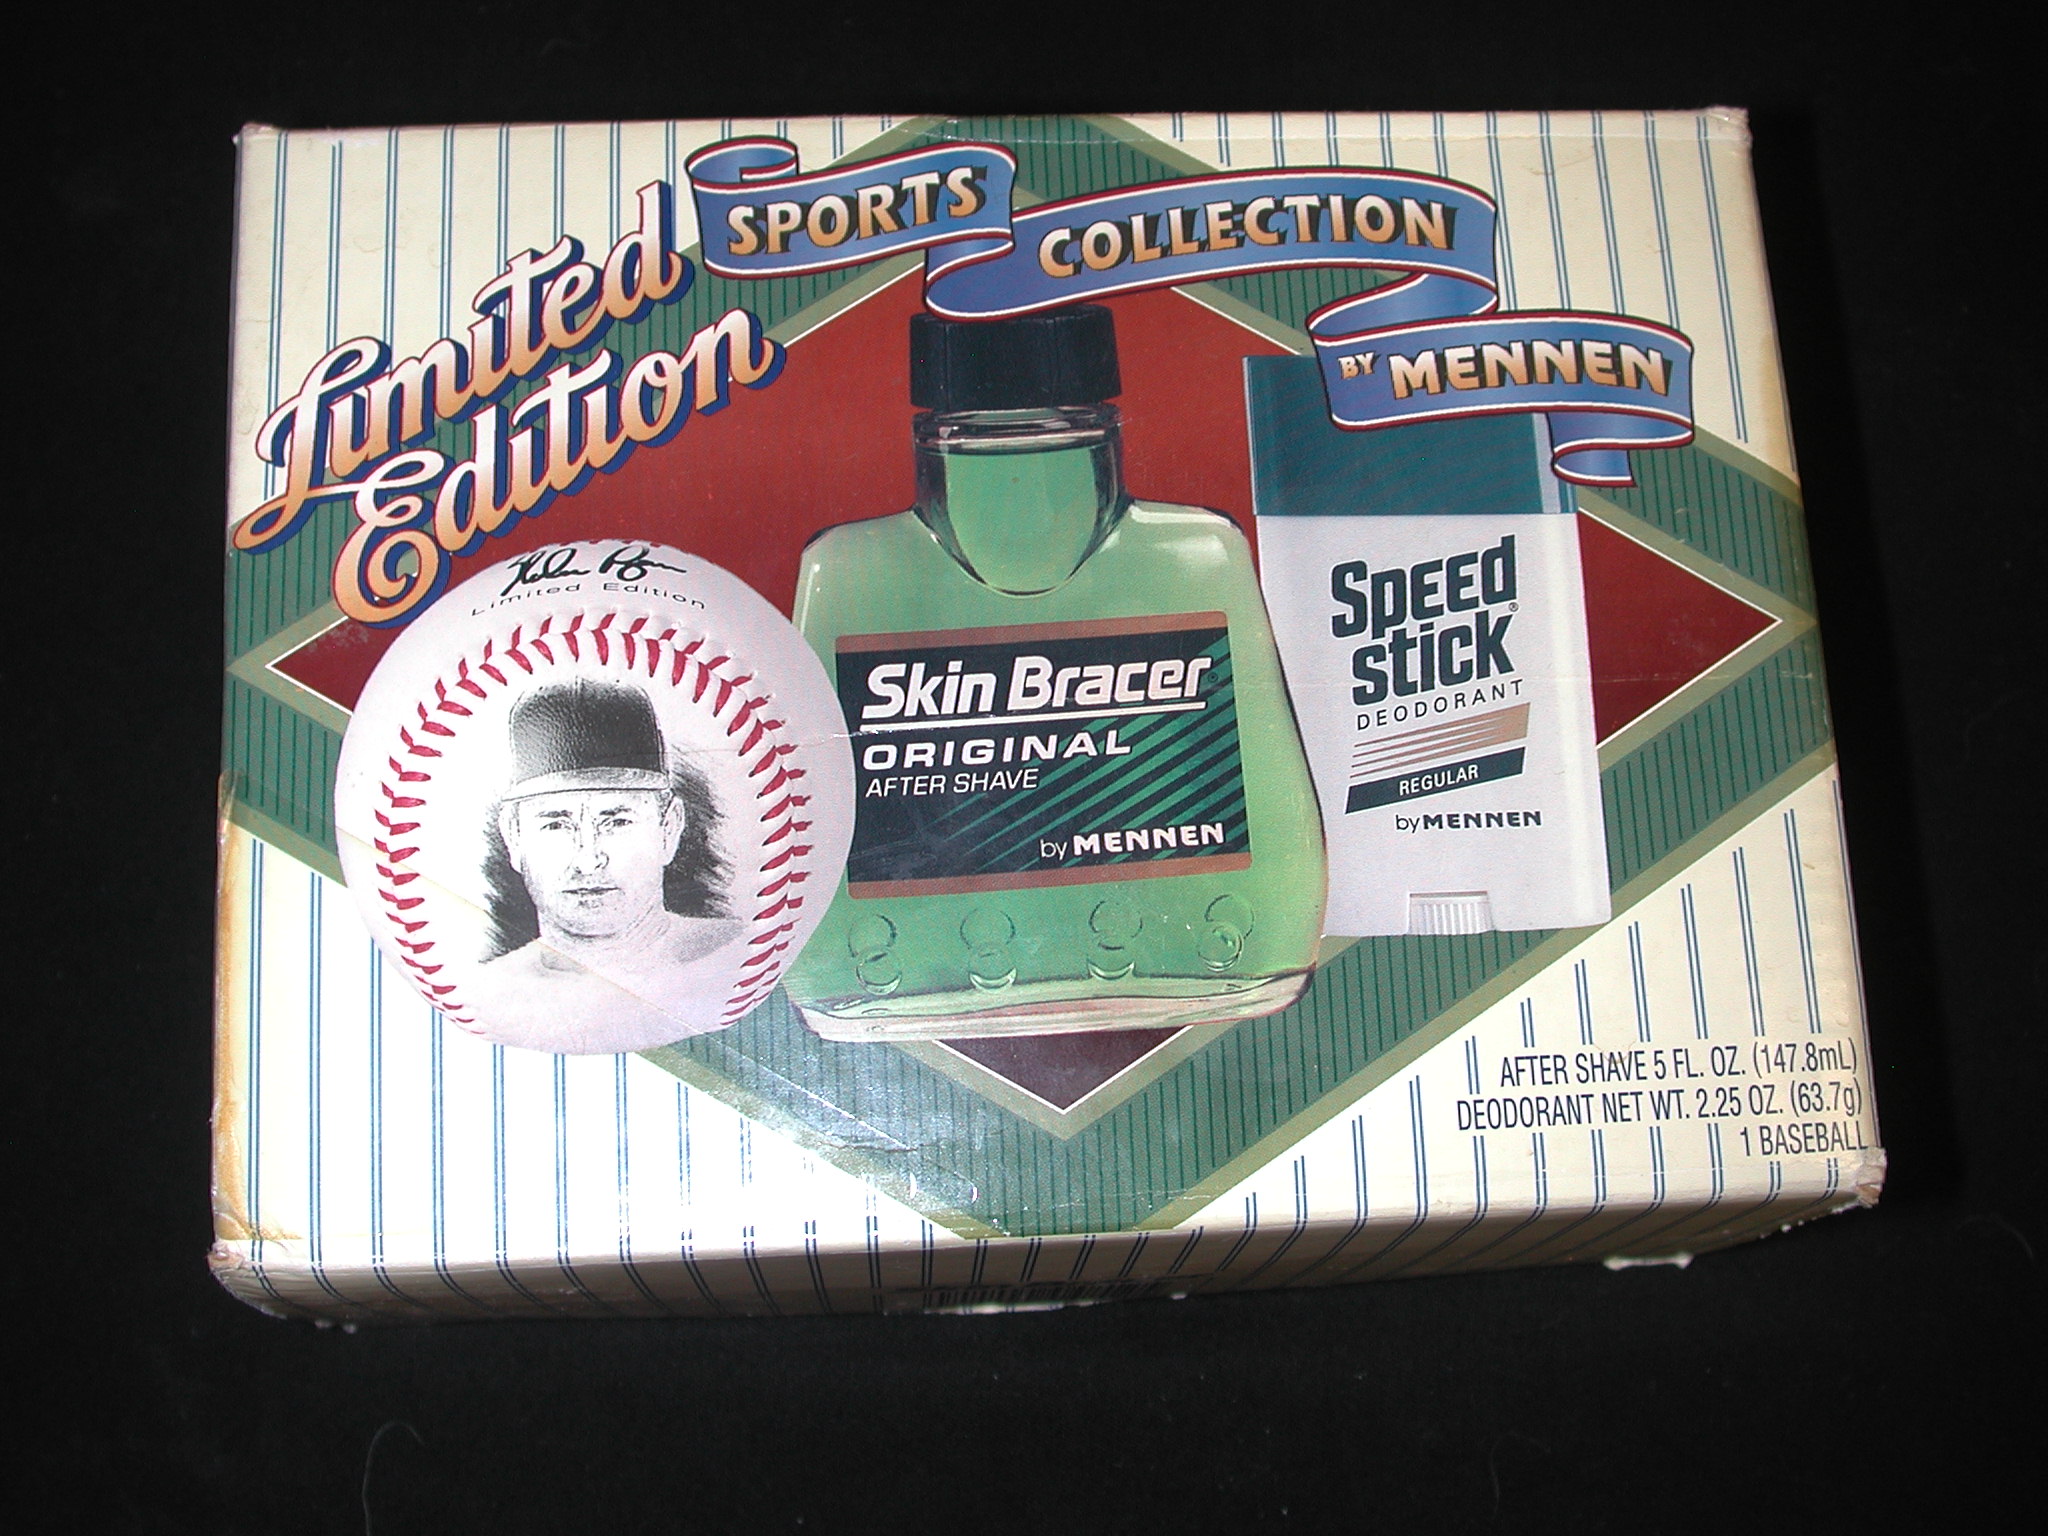 Limited
Edition
SPORTS
COLLECTION
BY MENNEN
Nolan Ryan
Limited Edition
Skin Bracer®
ORIGINAL
AFTER SHAVE
by MENNEN
SPEED
Stick®
DEODORANT
REGULAR
by MENNEN
AFTER SHAVE 5 FL. OZ. (147.8mL)
DEODORANT NET WT. 2.25 OZ. (63.7g)
1 BASEBALL